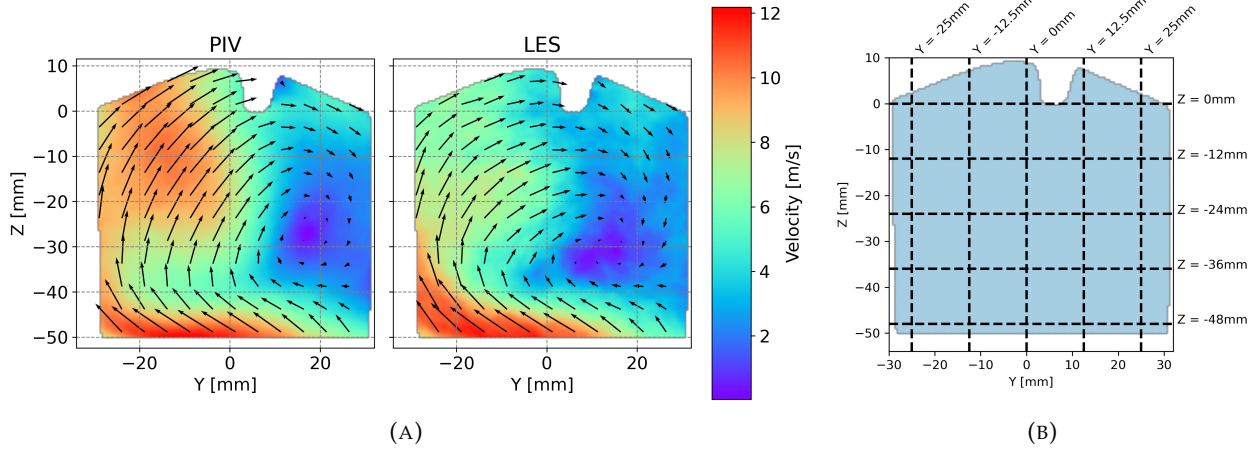 PIV
LES
10
0
−10
−20
−30
−40
−50
Z [mm]
−20
0
20
Y [mm]
−20
0
20
Y [mm]
12
10
8
6
4
2
Velocity [m/s]
(A)
Y = -25mm
Y = -12.5mm
Y = 0mm
Y = 12.5mm
Y = 25mm
10
0
−10
−20
−30
−40
−50
Z [mm]
Z = 0mm
Z = -12mm
Z = -24mm
Z = -36mm
Z = -48mm
−30
−20
−10
0
10
20
30
Y [mm]
(B)